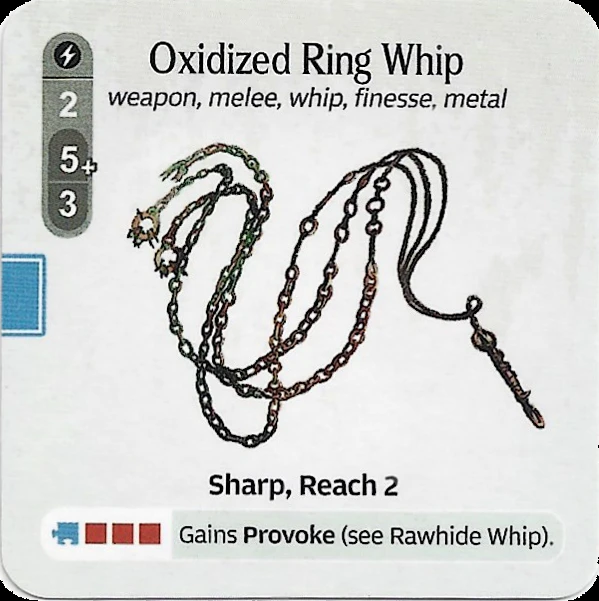 Oxidized Ring Whip
weapon, melee, whip, finesse, metal
2
5+
3
Sharp, Reach 2
Gains Provoke (see Rawhide Whip).